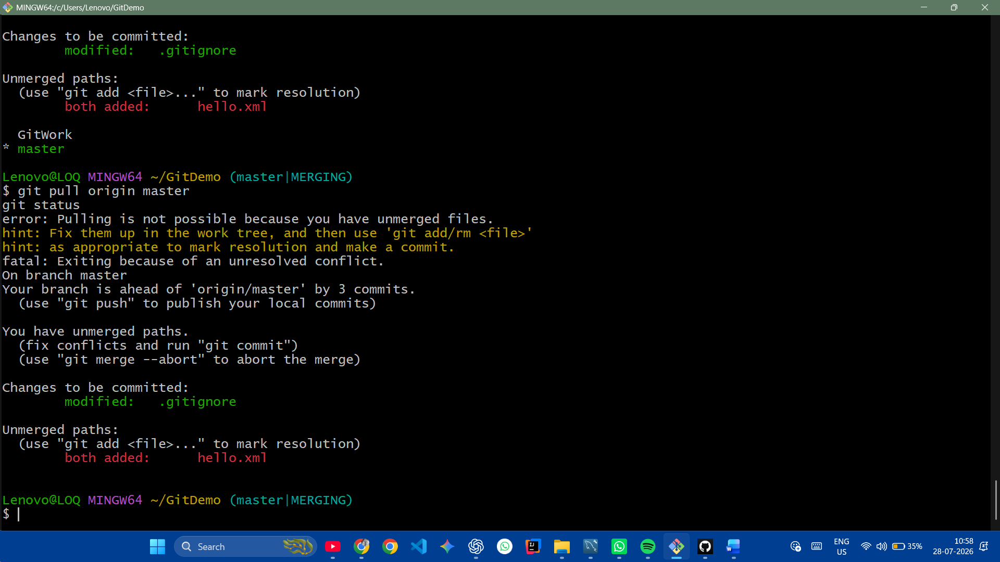 MINGW64:/c/Users/Lenovo/GitDemo
Changes to be committed:
modified:   .gitignore
Unmerged paths:
(use "git add <file>..." to mark resolution)
both added:      hello.xml
GitWork
* master
Lenovo@LOQ MINGW64 ~/GitDemo (master|MERGING)
$ git pull origin master
git status
error: Pulling is not possible because you have unmerged files.
hint: Fix them up in the work tree, and then use 'git add/rm <file>'
hint: as appropriate to mark resolution and make a commit.
fatal: Exiting because of an unresolved conflict.
On branch master
Your branch is ahead of 'origin/master' by 3 commits.
(use "git push" to publish your local commits)
You have unmerged paths.
(fix conflicts and run "git commit")
(use "git merge --abort" to abort the merge)
Changes to be committed:
modified:   .gitignore
Unmerged paths:
(use "git add <file>..." to mark resolution)
both added:      hello.xml
Lenovo@LOQ MINGW64 ~/GitDemo (master|MERGING)
$
Search
ENG
US
35%
10:58
28-07-2026